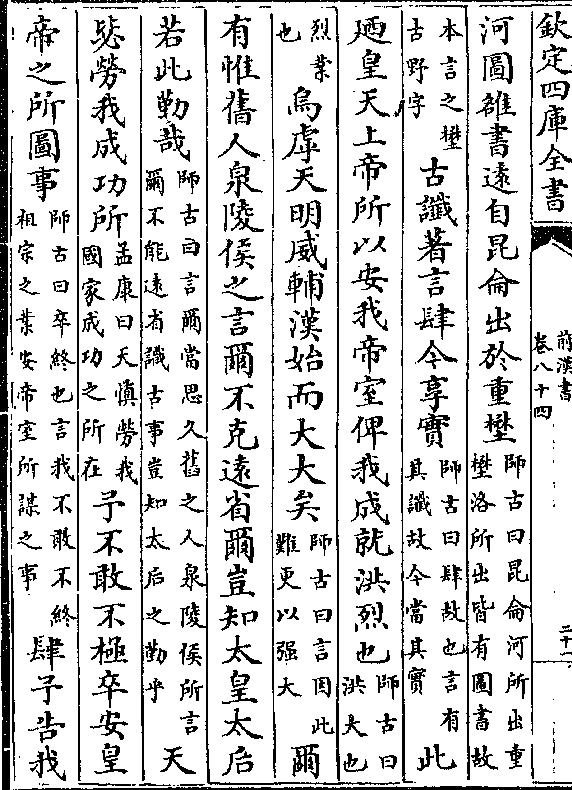 欽定四庫全書
前漢書
卷八十四
二十一
河圖雒書遠自昆侖出於重壄師古曰昆侖河所出重壄洛所出皆有圖書故
本言之壄古野字古讖著言肆今享實師古曰肆故也言有其讖故今當其實此
廼皇天上帝所以安我帝室俾我成就洪烈也師古曰洪大也
烈業也烏虖天明威輔漢始而大大矣師古曰言因此難更以强大爾
有惟舊人泉陵侯之言爾不克遠省爾豈知太皇太后
若此勤哉師古曰言爾當思久舊之人泉陵侯所言爾不能遠省識古事豈知太后之勤乎天
毖勞我成功所孟康曰天慎勞我國家成功之所在予不敢不極卒安皇
帝之所圖事師古曰卒終也言我不敢不終祖宗之業安帝室所謀之事肆予告我